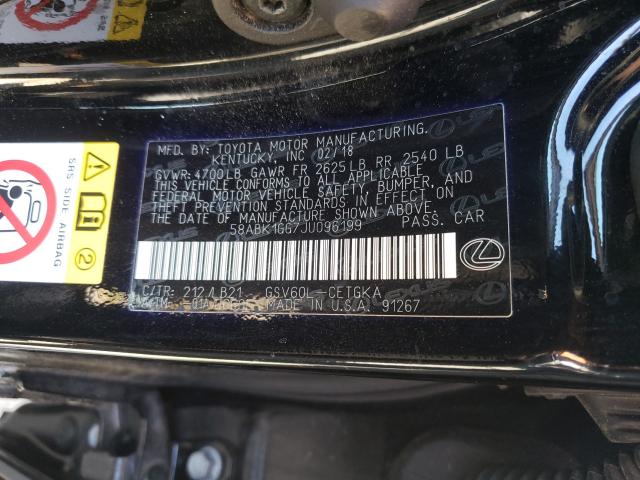 MFD. BY: TOYOTA MOTOR MANUFACTURING,
KENTUCKY, INC 02/18
GVWR: 4700LB GAWR FR 2625LB RR 2540 LB
THIS VEHICLE CONFORMS TO ALL APPLICABLE
FEDERAL MOTOR VEHICLE SAFETY, BUMPER, AND
THEFT PREVENTION STANDARDS IN EFFECT ON
THE DATE OF MANUFACTURE SHOWN ABOVE.
58ABK1GG7JU096199 PASS. CAR
C/TR: 212/LB21 GSV60L-CETGKA
MADE IN U.S.A. 91267
SRS SIDE AIRBAG
2